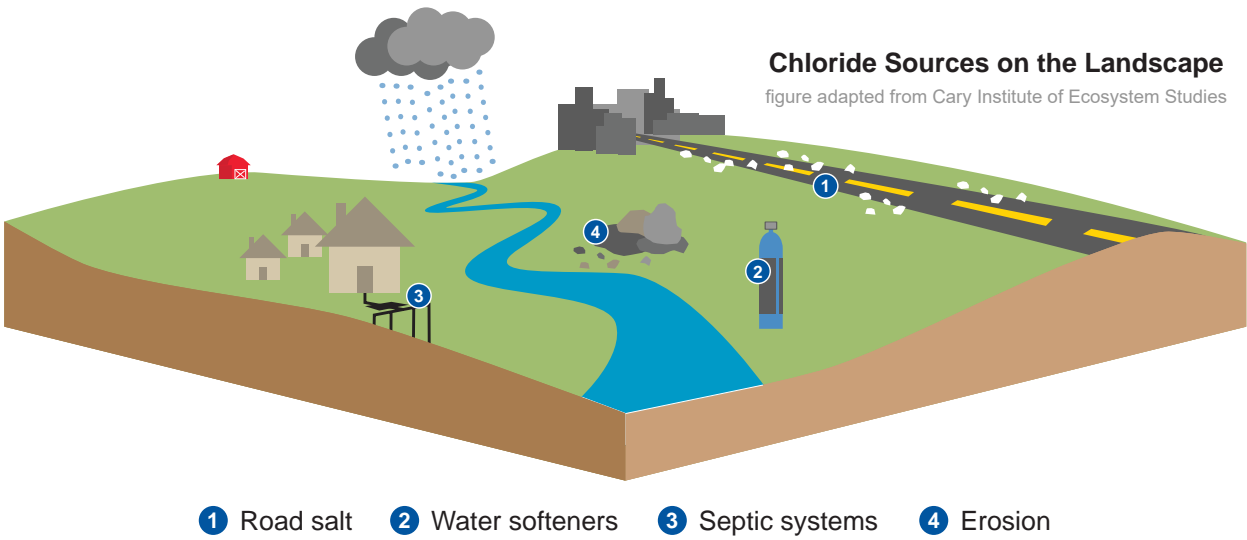 Chloride Sources on the Landscape
figure adapted from Cary Institute of Ecosystem Studies
1
4
2
3
1 Road salt 2 Water softeners 3 Septic systems 4 Erosion